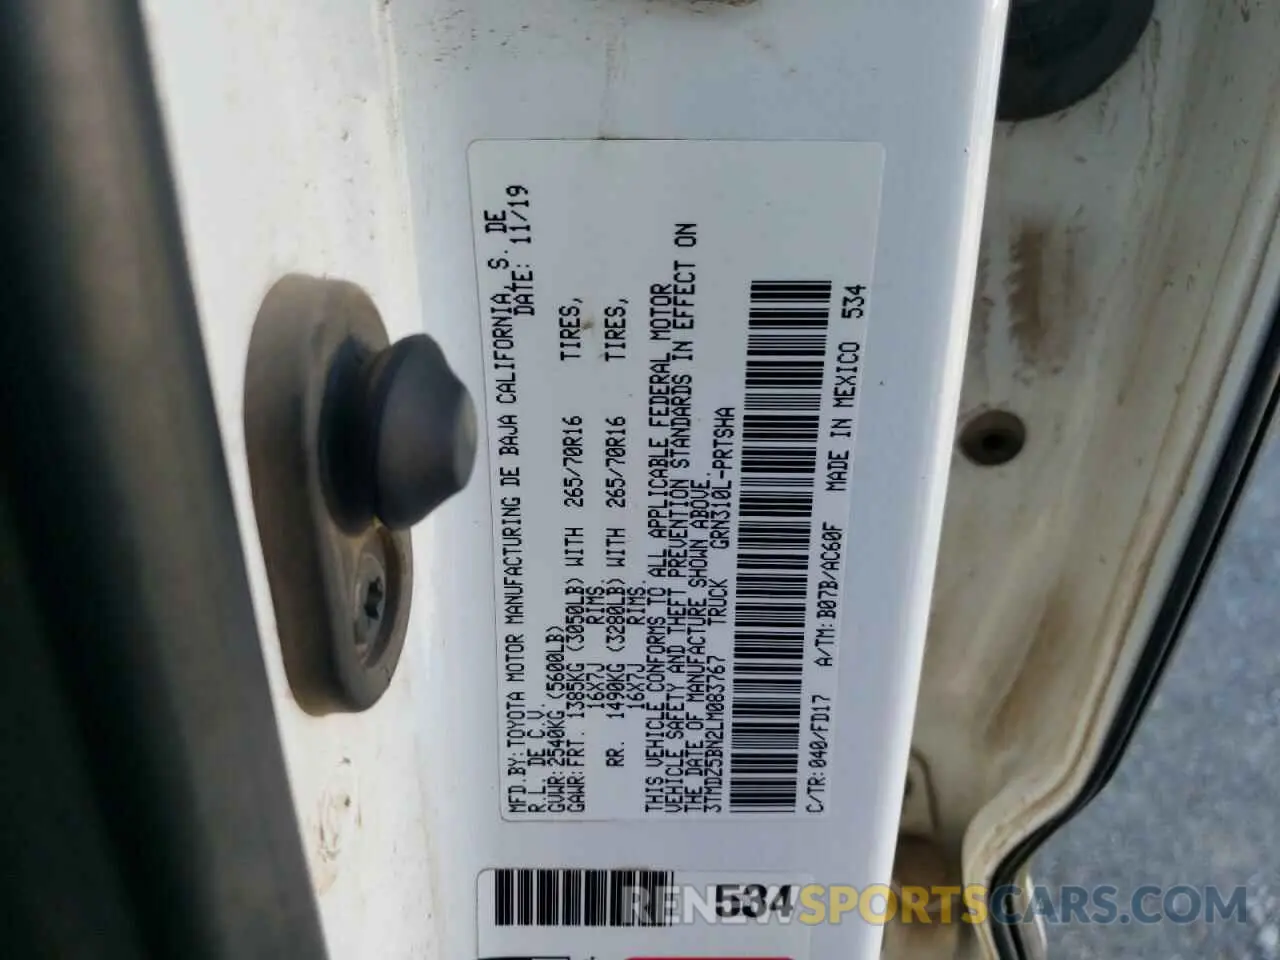 MFD.BY:TOYOTA MOTOR MANUFACTURING DE BAJA CALIFORNIA, S. DE
R.L. DE C.V. DATE: 11/19
GVWR:2540KG (5600LB)
GAWR:FRT. 1385KG (3050LB) WITH 265/70R16 TIRES,
16X7J RIMS.
RR. 1490KG (3280LB) WITH 265/70R16 TIRES,
16X7J RIMS.
THIS VEHICLE CONFORMS TO ALL APPLICABLE FEDERAL MOTOR
VEHICLE SAFETY AND THEFT PREVENTION STANDARDS IN EFFECT ON
THE DATE OF MANUFACTURE SHOWN ABOVE.
3TMDZ5BN2LM083767 TRUCK GRN310L-PRTSHA
C/TR:040/FD17 A/TM:B07B/AC60F MADE IN MEXICO 534
534
RENEWSPORTSCARS.COM